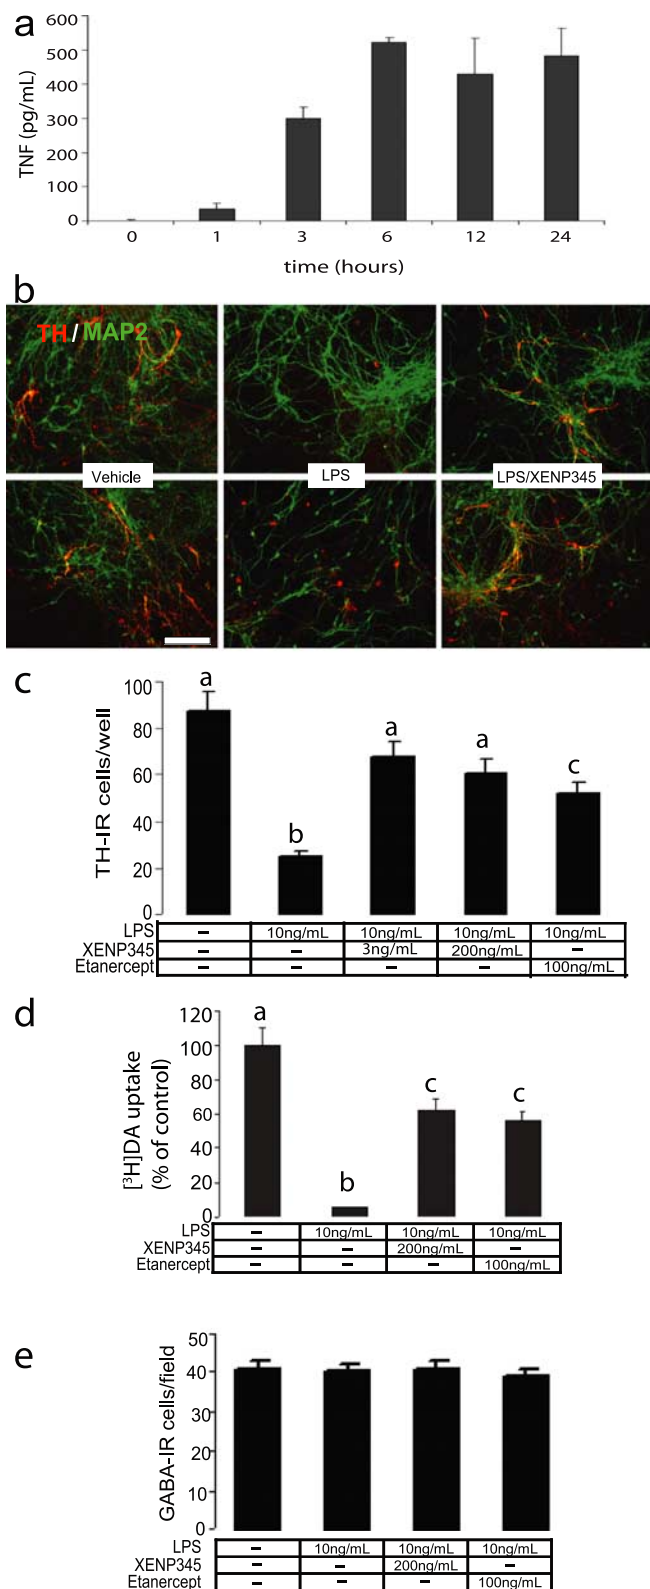 a
TNF (pg/mL)
600
500
400
300
200
100
0
0 1 3 6 12 24
time (hours)
b
TH/MAP2
Vehicle LPS LPS/XENP345
c
TH-IR cells/well
100
80
60
40
20
0
a b a a c
LPS – 10ng/mL 10ng/mL 10ng/mL 10ng/mL
XENP345 – – 3ng/mL 200ng/mL –
Etanercept – – – – 100ng/mL
d
[³H]DA uptake
(% of control)
120
100
80
60
40
20
0
a b c c
LPS – 10ng/mL 10ng/mL 10ng/mL
XENP345 – – 200ng/mL –
Etanercept – – – 100ng/mL
e
GABA-IR cells/field
50
40
30
20
10
0
LPS – 10ng/mL 10ng/mL 10ng/mL
XENP345 – – 200ng/mL –
Etanercept – – – 100ng/mL